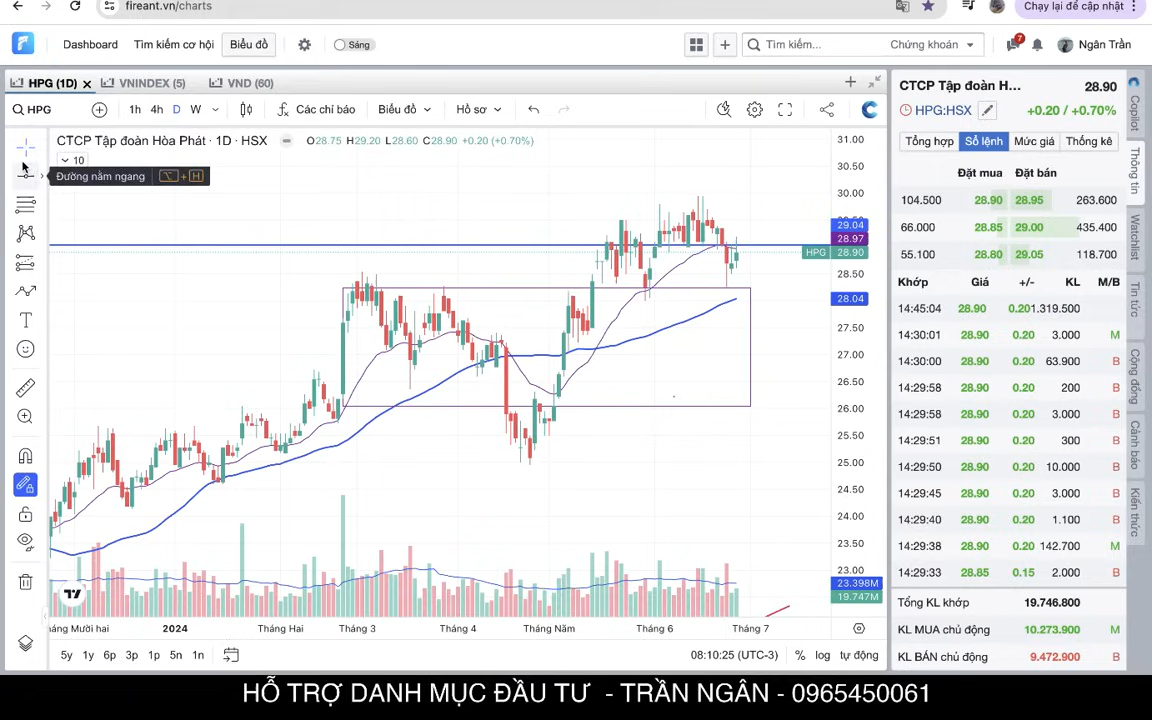 fireant.vn/charts
Chạy lại để cập nhật
Dashboard Tìm kiếm cơ hội Biểu đồ Sáng
Tìm kiếm... Chứng khoán 7 Ngân Trần
HPG (1D) VNINDEX (5) VND (60)
HPG 1h 4h D W Các chỉ báo Biểu đồ Hồ sơ
CTCP Tập đoàn Hòa Phát · 1D · HSX O28.75 H29.20 L28.60 C28.90 +0.20 (+0.70%)
10
Đường nằm ngang ⌥ + H
31.00
30.50
30.00
29.04
28.97
HPG 28.90
28.50
28.04
27.50
27.00
26.50
26.00
25.50
25.00
24.50
24.00
23.50
23.00
23.398M
19.747M
áng Mười hai 2024 Tháng Hai Tháng 3 Tháng 4 Tháng Năm Tháng 6 Tháng 7
5y 1y 6p 3p 1p 5n 1n 08:10:25 (UTC-3) % log tự động
CTCP Tập đoàn H... 28.90
HPG:HSX +0.20 / +0.70%
Tổng hợp Sổ lệnh Mức giá Thống kê
Đặt mua Đặt bán
104.500 28.90 28.95 263.600
66.000 28.85 29.00 435.400
55.100 28.80 29.05 118.700
Khớp Giá +/- KL M/B
14:45:04 28.90 0.20 1.319.500
14:30:01 28.90 0.20 3.000 M
14:30:00 28.90 0.20 63.900 B
14:29:58 28.90 0.20 200 B
14:29:58 28.90 0.20 3.000 B
14:29:51 28.90 0.20 300 B
14:29:50 28.90 0.20 10.000 B
14:29:45 28.90 0.20 3.000 B
14:29:40 28.90 0.20 1.100 B
14:29:38 28.90 0.20 142.700 M
14:29:33 28.85 0.15 2.000 B
Tổng KL khớp 19.746.800
KL MUA chủ động 10.273.900 M
KL BÁN chủ động 9.472.900 B
Copilot
Thông tin
Watchlist
Tin tức
Cộng đồng
Cảnh báo
Kiến thức
HỖ TRỢ DANH MỤC ĐẦU TƯ - TRẦN NGÂN - 0965450061